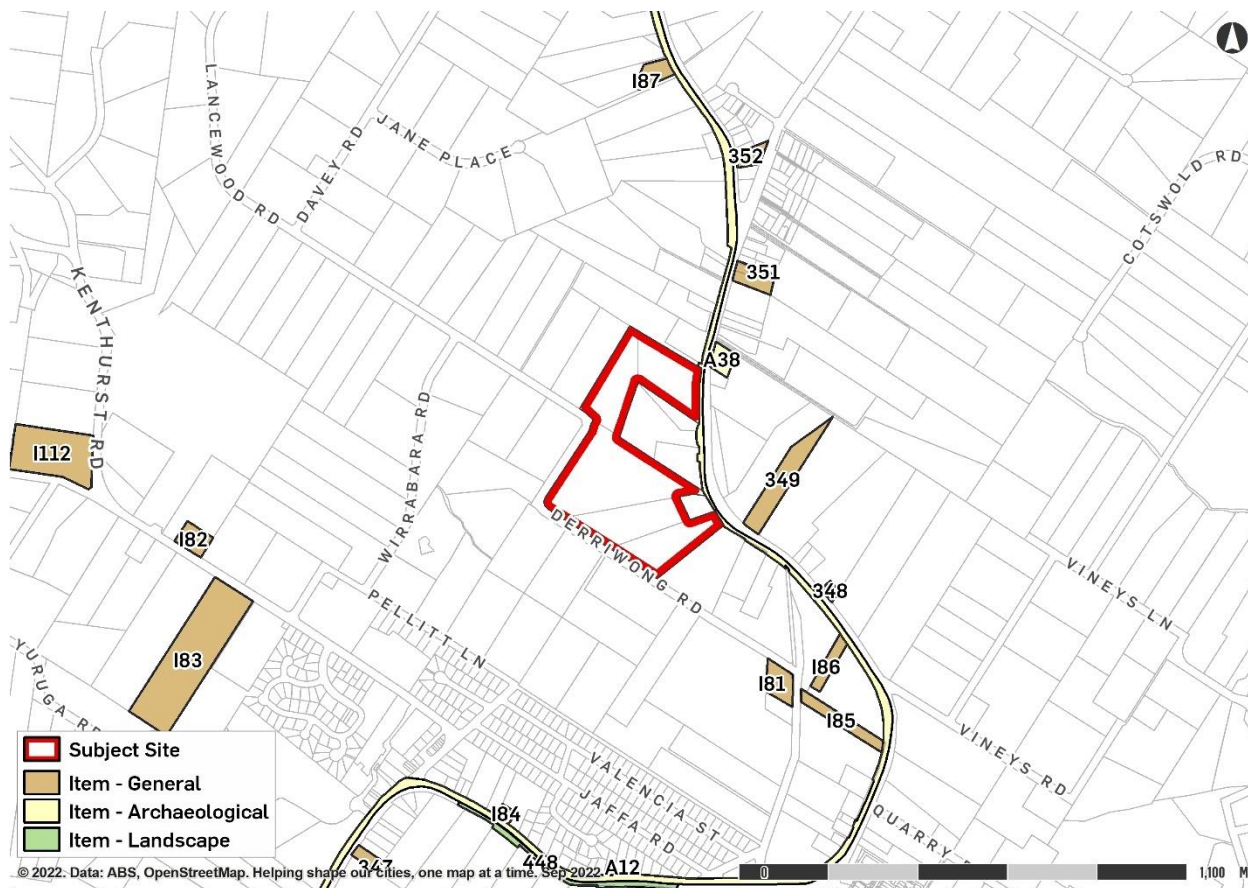 I87
LANCEWOOD RD
DAVEY RD
JANE PLACE
352
COTSWOLD RD
351
KENTHURST RD
A38
WIRRABARA RD
I112
349
DERRIWONG RD
I82
348
VINEYS LN
PELLITT LN
I83
I86
I81
YURUGA RD
I85
VINEYS RD
VALENCIA ST
JAFFA RD
QUARRY
I84
448
A12
347
Subject Site
Item - General
Item - Archaeological
Item - Landscape
© 2022. Data: ABS, OpenStreetMap. Helping shape our cities, one map at a time. Sep 2022
0 1,100 M